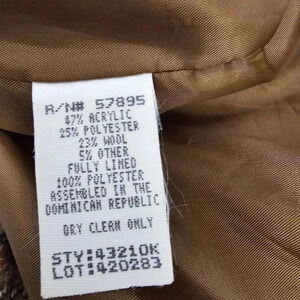 R/N# 57895
47% ACRYLIC
25% POLYESTER
23% WOOL
5% OTHER
FULLY LINED
100% POLYESTER
ASSEMBLED IN THE
DOMINICAN REPUBLIC
DRY CLEAN ONLY
STY:43210K
LOT:420283